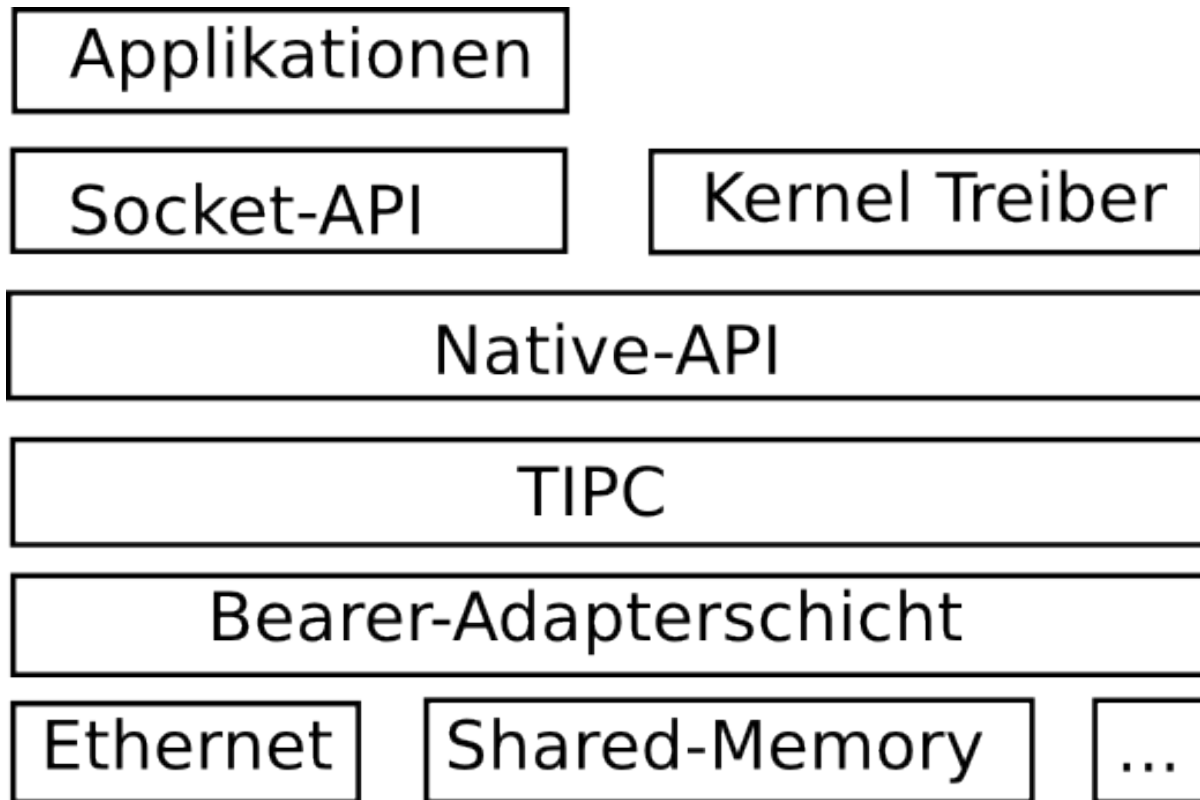 Applikationen
Socket-API
Kernel Treiber
Native-API
TIPC
Bearer-Adapterschicht
Ethernet
Shared-Memory
...